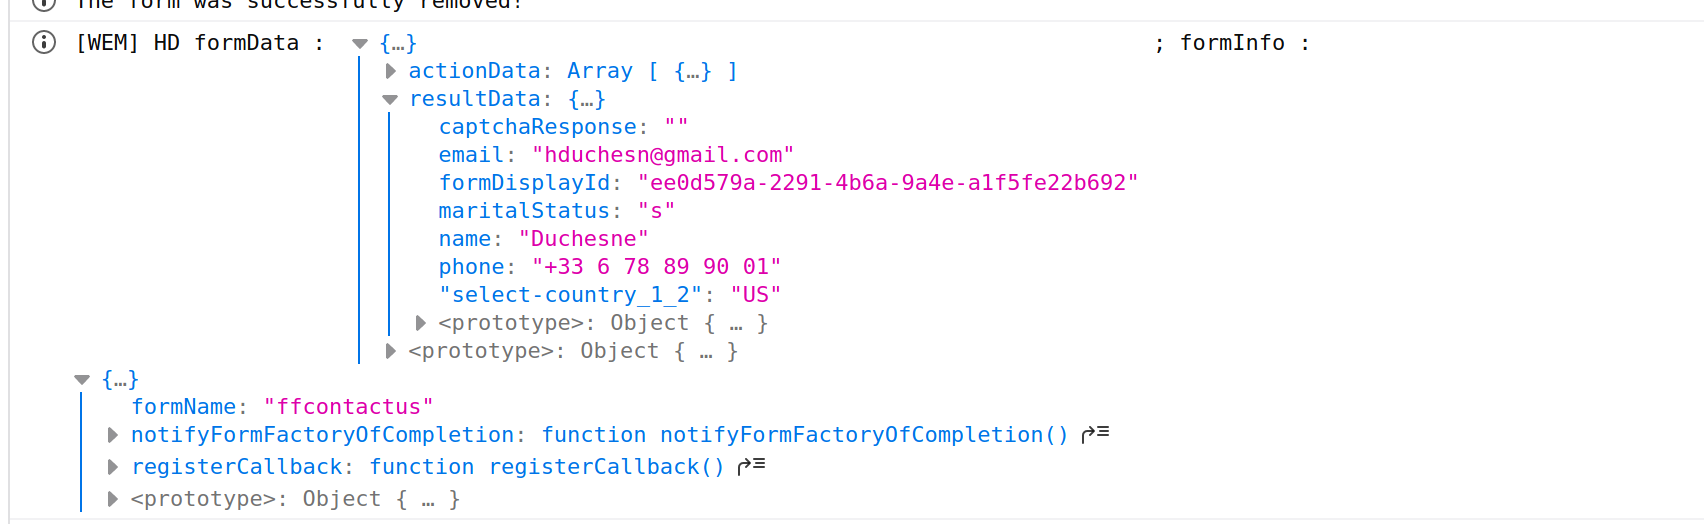 The form was successfully removed!
[WEM] HD formData : {…} ; formInfo :
actionData: Array [ {…} ]
resultData: {…}
captchaResponse: ""
email: "hduchesn@gmail.com"
formDisplayId: "ee0d579a-2291-4b6a-9a4e-a1f5fe22b692"
maritalStatus: "s"
name: "Duchesne"
phone: "+33 6 78 89 90 01"
"select-country_1_2": "US"
<prototype>: Object { … }
<prototype>: Object { … }
{…}
formName: "ffcontactus"
notifyFormFactoryOfCompletion: function notifyFormFactoryOfCompletion()
registerCallback: function registerCallback()
<prototype>: Object { … }